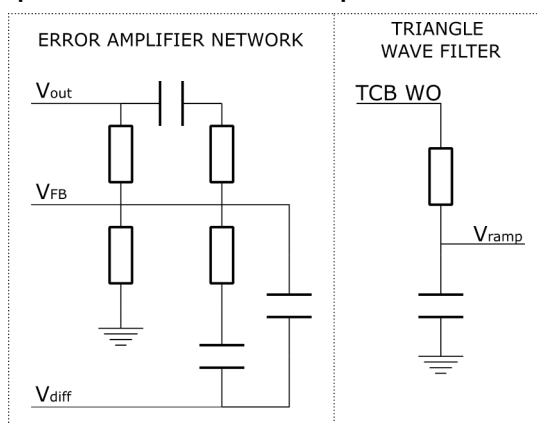 ERROR AMPLIFIER NETWORK
Vout
VFB
Vdiff
TRIANGLE
WAVE FILTER
TCB WO
Vramp